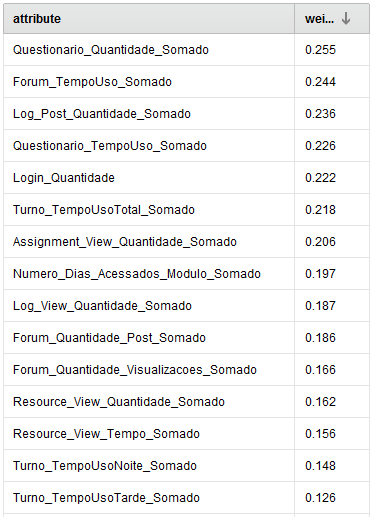 attribute wei... ↓
Questionario_Quantidade_Somado 0.255
Forum_TempoUso_Somado 0.244
Log_Post_Quantidade_Somado 0.236
Questionario_TempoUso_Somado 0.226
Login_Quantidade 0.222
Turno_TempoUsoTotal_Somado 0.218
Assignment_View_Quantidade_Somado 0.206
Numero_Dias_Acessados_Modulo_Somado 0.197
Log_View_Quantidade_Somado 0.187
Forum_Quantidade_Post_Somado 0.186
Forum_Quantidade_Visualizacoes_Somado 0.166
Resource_View_Quantidade_Somado 0.162
Resource_View_Tempo_Somado 0.156
Turno_TempoUsoNoite_Somado 0.148
Turno_TempoUsoTarde_Somado 0.126